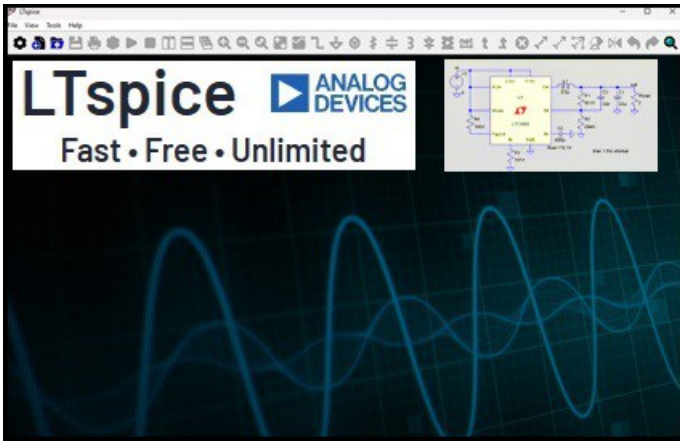 LTspice
File View Tools Help
LTspice
ANALOG
DEVICES
Fast • Free • Unlimited